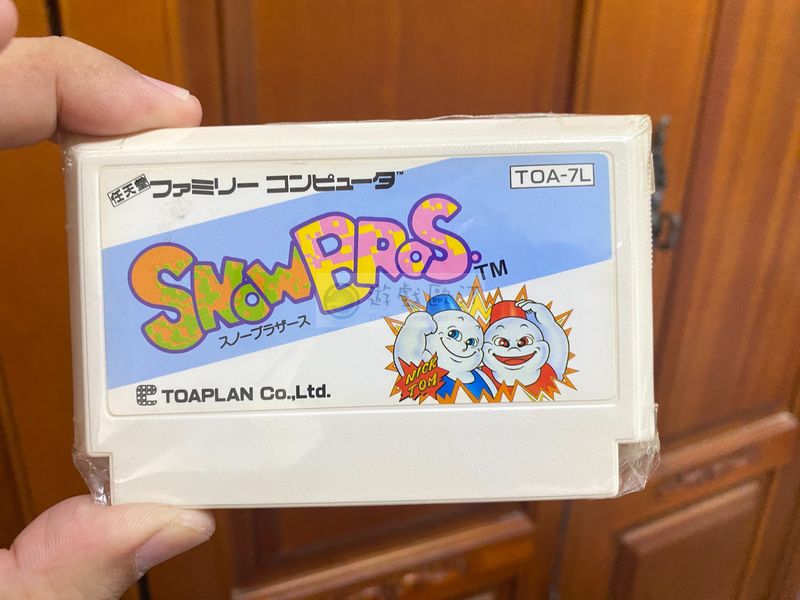 任天堂 ファミリー コンピュータ™
TOA-7L
SNOW BROS.™
スノーブラザース
NICK
TOM
TOAPLAN Co.,Ltd.